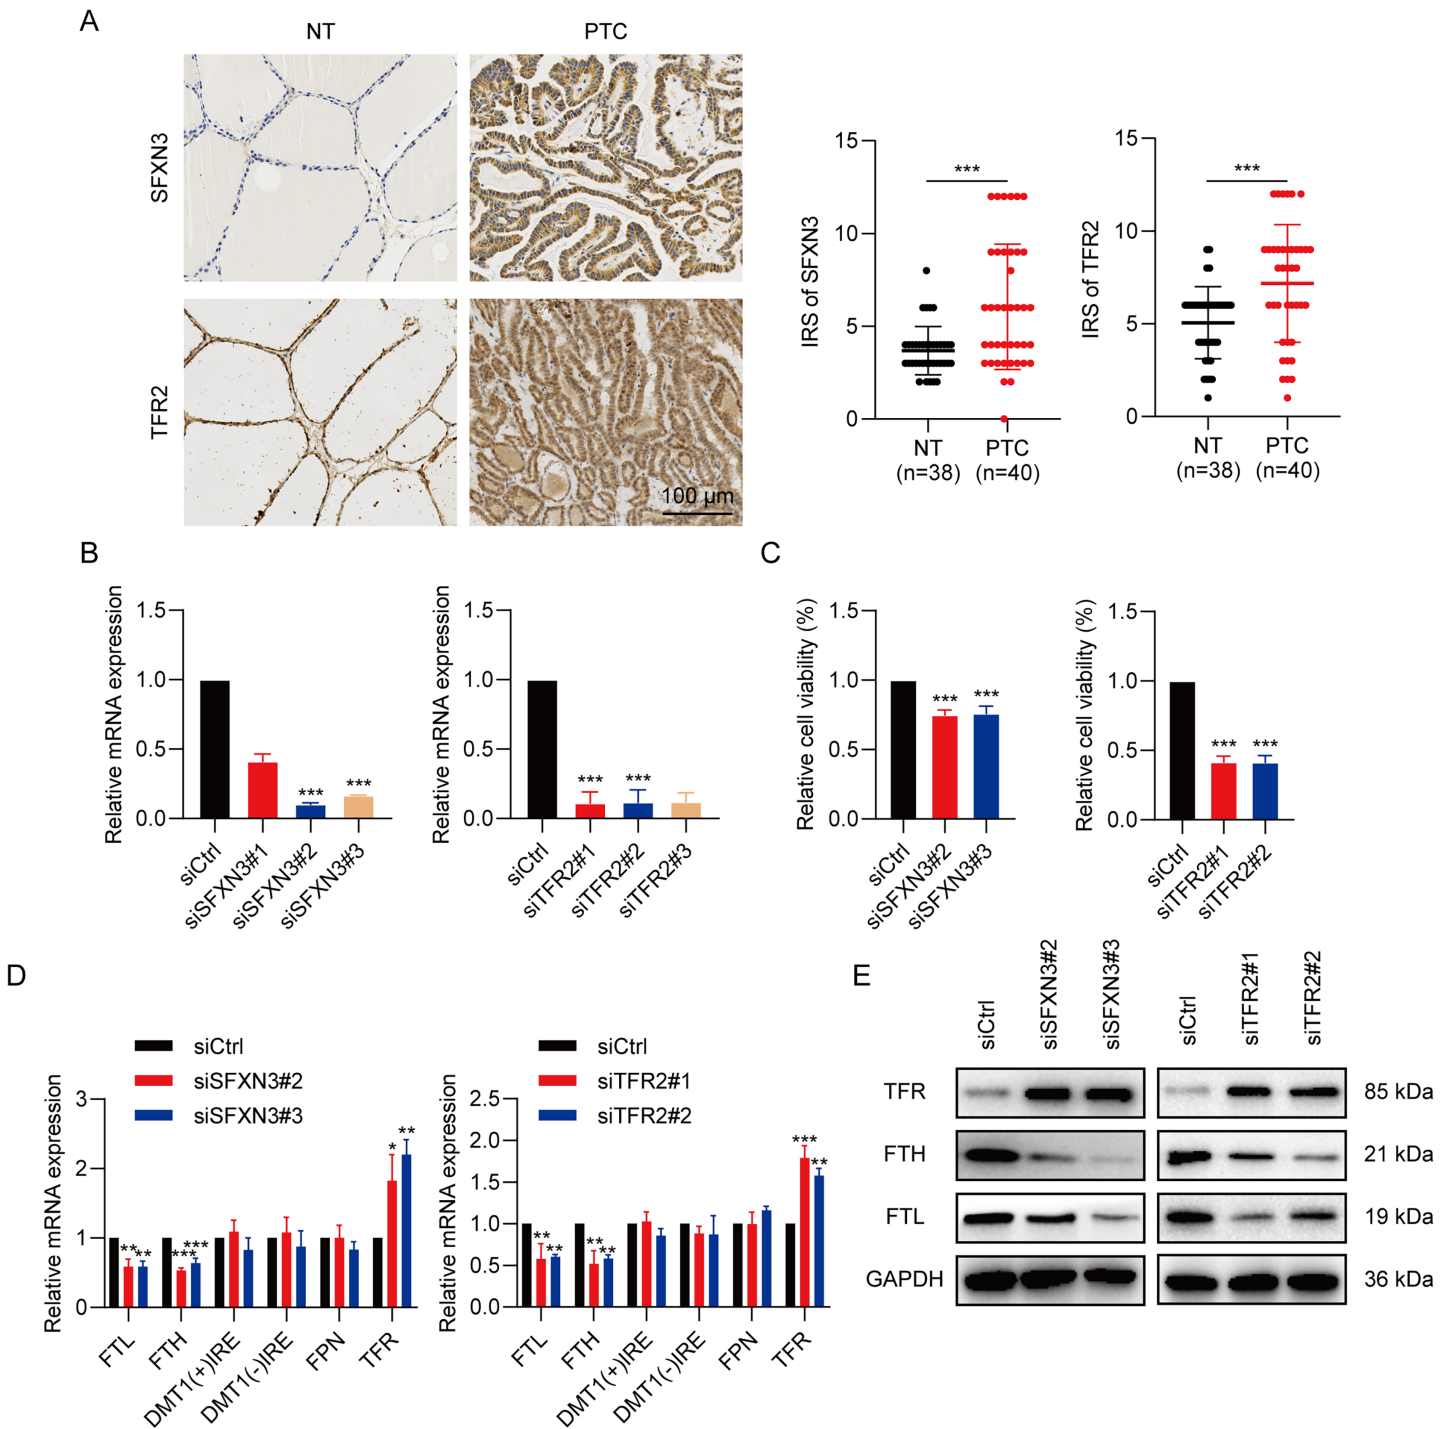 A
NT
PTC
SFXN3
TFR2
100 μm
IRS of SFXN3
15
10
5
0
***
NT
(n=38)
PTC
(n=40)
IRS of TFR2
15
10
5
0
***
NT
(n=38)
PTC
(n=40)
B
Relative mRNA expression
1.5
1.0
0.5
0.0
*** ***
siCtrl
siSFXN3#1
siSFXN3#2
siSFXN3#3
Relative mRNA expression
1.5
1.0
0.5
0.0
*** ***
siCtrl
siTFR2#1
siTFR2#2
siTFR2#3
C
Relative cell viability (%)
1.5
1.0
0.5
0.0
*** ***
siCtrl
siSFXN3#2
siSFXN3#3
Relative cell viability (%)
1.5
1.0
0.5
0.0
*** ***
siCtrl
siTFR2#1
siTFR2#2
D
siCtrl
siSFXN3#2
siSFXN3#3
Relative mRNA expression
3
2
1
0
** ** *** *** * **
FTL
FTH
DMT1(+)IRE
DMT1(-)IRE
FPN
TFR
siCtrl
siTFR2#1
siTFR2#2
Relative mRNA expression
2.5
2.0
1.5
1.0
0.5
0.0
** ** ** ** *** **
FTL
FTH
DMT1(+)IRE
DMT1(-)IRE
FPN
TFR
E
siCtrl
siSFXN3#2
siSFXN3#3
siCtrl
siTFR2#1
siTFR2#2
TFR 85 kDa
FTH 21 kDa
FTL 19 kDa
GAPDH 36 kDa